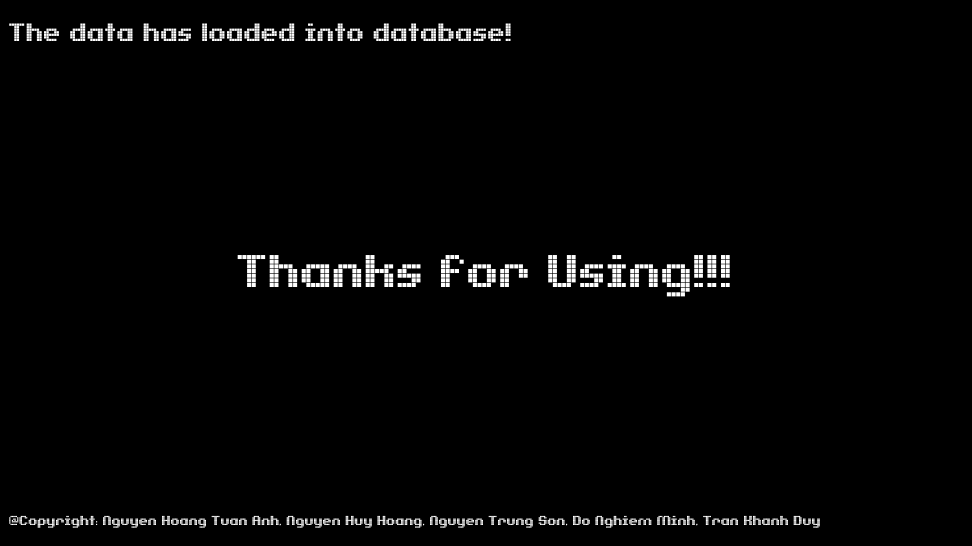 The data has loaded into database!
Thanks for Using!!!
@Copyright: Nguyen Hoang Tuan Anh, Nguyen Huy Hoang, Nguyen Trung Son, Do Nghiem Minh, Tran Khanh Duy